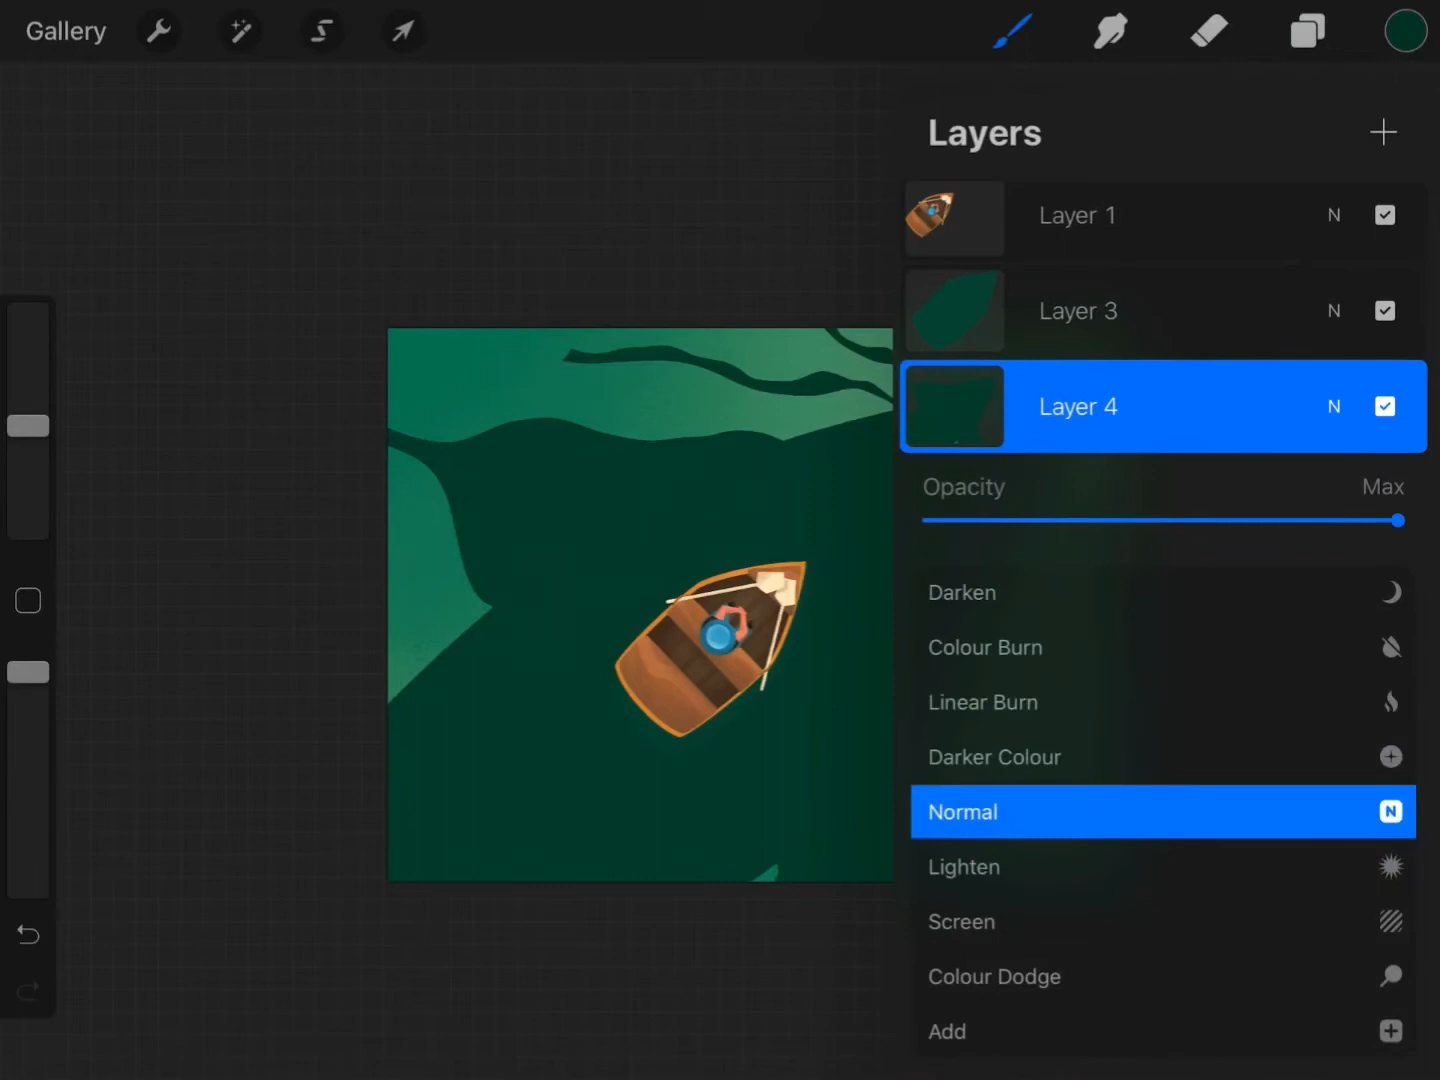 Gallery
Layers
Layer 1 N
Layer 3 N
Layer 4 N
Opacity Max
Darken
Colour Burn
Linear Burn
Darker Colour
Normal N
Lighten
Screen
Colour Dodge
Add